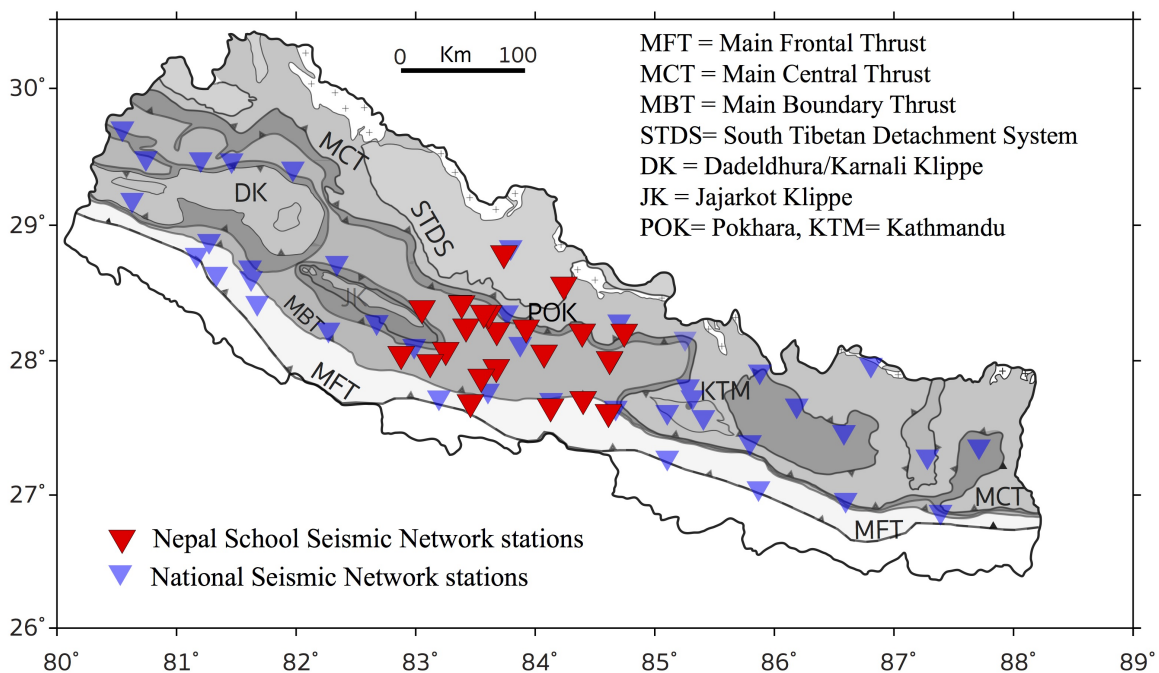 0 Km 100
MFT = Main Frontal Thrust
MCT = Main Central Thrust
MBT = Main Boundary Thrust
STDS= South Tibetan Detachment System
DK = Dadeldhura/Karnali Klippe
JK = Jajarkot Klippe
POK= Pokhara, KTM= Kathmandu
30°
29°
28°
27°
26°
MCT
DK
STDS
JK
POK
MBT
MFT
KTM
MCT
MFT
Nepal School Seismic Network stations
National Seismic Network stations
80° 81° 82° 83° 84° 85° 86° 87° 88° 89°